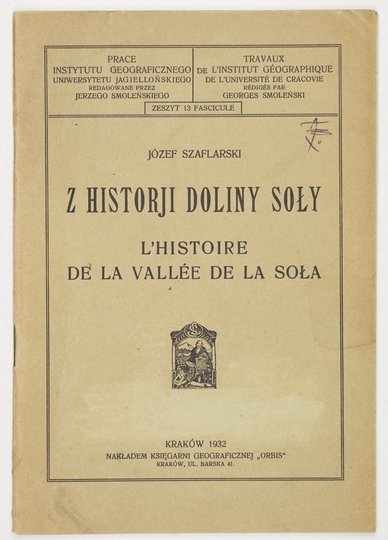 PRACE
INSTYTUTU GEOGRAFICZNEGO
UNIWERSYTETU JAGIELLOŃSKIEGO
REDAGOWANE PRZEZ
JERZEGO SMOLEŃSKIEGO
TRAVAUX
DE L'INSTITUT GÉOGRAPHIQUE
DE L'UNIVERSITÉ DE CRACOVIE
RÉDIGÉS PAR
GEORGES SMOLEŃSKI
ZESZYT 13 FASCICULE
JÓZEF SZAFLARSKI
Z HISTORJI DOLINY SOŁY
L'HISTOIRE
DE LA VALLÉE DE LA SOŁA
KRAKÓW 1932
NAKŁADEM KSIĘGARNI GEOGRAFICZNEJ „ORBIS"
KRAKÓW, UL. BARSKA 41.